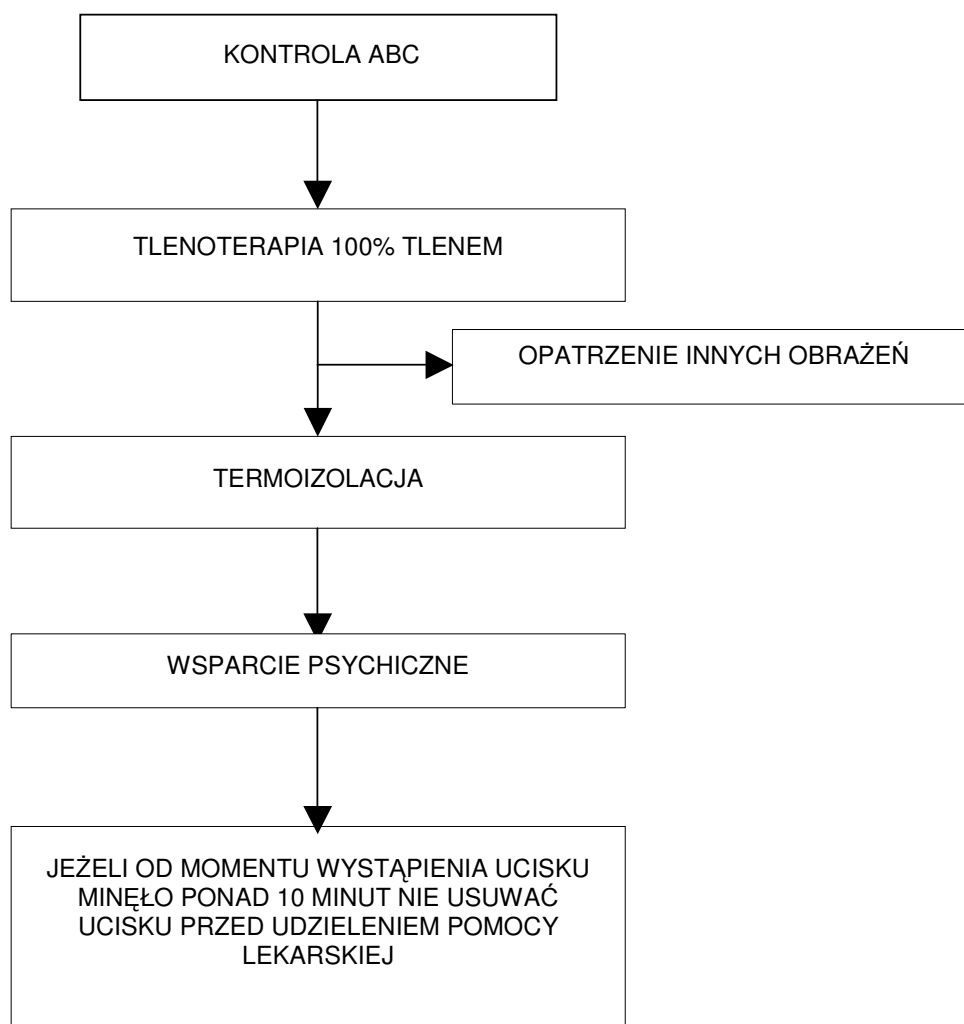 KONTROLA ABC
TLENOTERAPIA 100% TLENEM
OPATRZENIE INNYCH OBRAŻEŃ
TERMOIZOLACJA
WSPARCIE PSYCHICZNE
JEŻELI OD MOMENTU WYSTĄPIENIA UCISKU
MINĘŁO PONAD 10 MINUT NIE USUWAĆ
UCISKU PRZED UDZIELENIEM POMOCY
LEKARSKIEJ